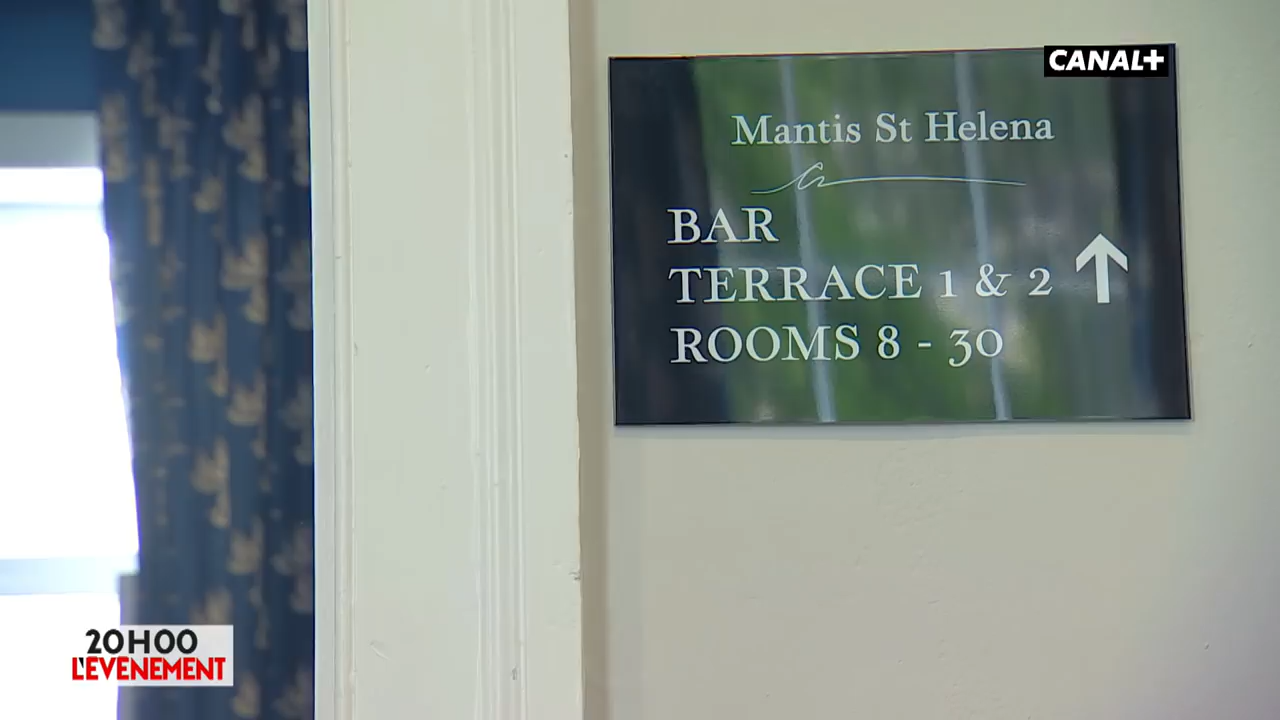 CANAL+
Mantis St Helena
BAR
TERRACE 1 & 2
ROOMS 8 - 30
20H00
L'ÉVÉNEMENT